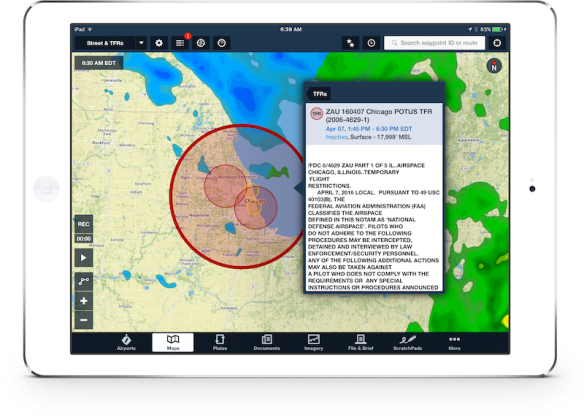 iPad
6:39 AM
83%
Street & TFRs
1
Search waypoint ID or route
6:30 AM EDT
N
TFRs
TFR
ZAU 160407 Chicago POTUS TFR
(2006-4629-1)
Apr 07, 1:45 PM - 6:30 PM EDT
Inactive, Surface - 17,999' MSL
!FDC 6/4629 ZAU PART 1 OF 5 IL..AIRSPACE
CHICAGO, ILLINOIS..TEMPORARY
FLIGHT
RESTRICTIONS.
APRIL 7, 2016 LOCAL. PURSUANT TO 49 USC
40103(B), THE
FEDERAL AVIATION ADMINISTRATION (FAA)
CLASSIFIES THE AIRSPACE
DEFINED IN THIS NOTAM AS 'NATIONAL
DEFENSE AIRSPACE'. PILOTS WHO
DO NOT ADHERE TO THE FOLLOWING
PROCEDURES MAY BE INTERCEPTED,
DETAINED AND INTERVIEWED BY LAW
ENFORCEMENT/SECURITY PERSONNEL.
ANY OF THE FOLLOWING ADDITIONAL ACTIONS
MAY ALSO BE TAKEN AGAINST
A PILOT WHO DOES NOT COMPLY WITH THE
REQUIREMENTS OR ANY SPECIAL
INSTRUCTIONS OR PROCEDURES ANNOUNCED
Chicago
REC
00:00
Airports
Maps
Plates
Documents
Imagery
File & Brief
ScratchPads
More